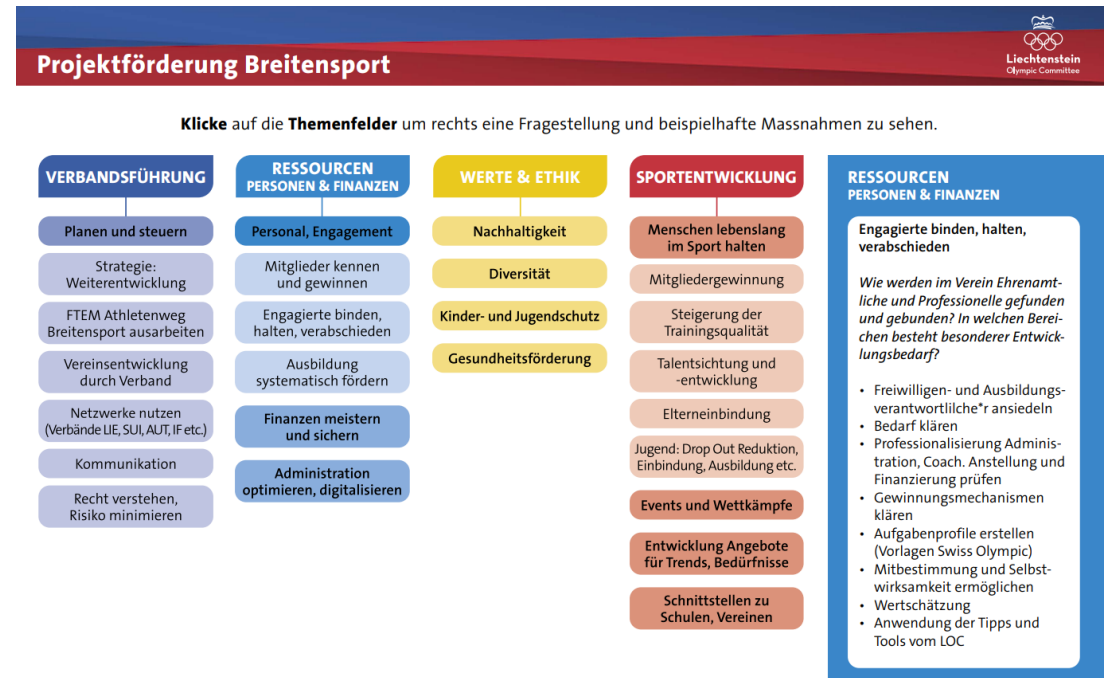 Liechtenstein
Olympic Committee
Projektförderung Breitensport
Klicke auf die Themenfelder um rechts eine Fragestellung und beispielhafte Massnahmen zu sehen.
VERBANDSFÜHRUNG
Planen und steuern
Strategie:
Weiterentwicklung
FTEM Athletenweg
Breitensport ausarbeiten
Vereinsentwicklung
durch Verband
Netzwerke nutzen
(Verbände LIE, SUI, AUT, IF etc.)
Kommunikation
Recht verstehen,
Risiko minimieren
RESSOURCEN
PERSONEN & FINANZEN
Personal, Engagement
Mitglieder kennen
und gewinnen
Engagierte binden,
halten, verabschieden
Ausbildung
systematisch fördern
Finanzen meistern
und sichern
Administration
optimieren, digitalisieren
WERTE & ETHIK
Nachhaltigkeit
Diversität
Kinder- und Jugendschutz
Gesundheitsförderung
SPORTENTWICKLUNG
Menschen lebenslang
im Sport halten
Mitgliedergewinnung
Steigerung der
Trainingsqualität
Talentsichtung und
-entwicklung
Elterneinbindung
Jugend: Drop Out Reduktion,
Einbindung, Ausbildung etc.
Events und Wettkämpfe
Entwicklung Angebote
für Trends, Bedürfnisse
Schnittstellen zu
Schulen, Vereinen
RESSOURCEN
PERSONEN & FINANZEN
Engagierte binden, halten,
verabschieden
Wie werden im Verein Ehrenamt-
liche und Professionelle gefunden
und gebunden? In welchen Berei-
chen besteht besonderer Entwick-
lungsbedarf?
• Freiwilligen- und Ausbildungs-
verantwortlilche*r ansiedeln
• Bedarf klären
• Professionalisierung Adminis-
tration, Coach. Anstellung und
Finanzierung prüfen
• Gewinnungsmechanismen
klären
• Aufgabenprofile erstellen
(Vorlagen Swiss Olympic)
• Mitbestimmung und Selbst-
wirksamkeit ermöglichen
• Wertschätzung
• Anwendung der Tipps und
Tools vom LOC